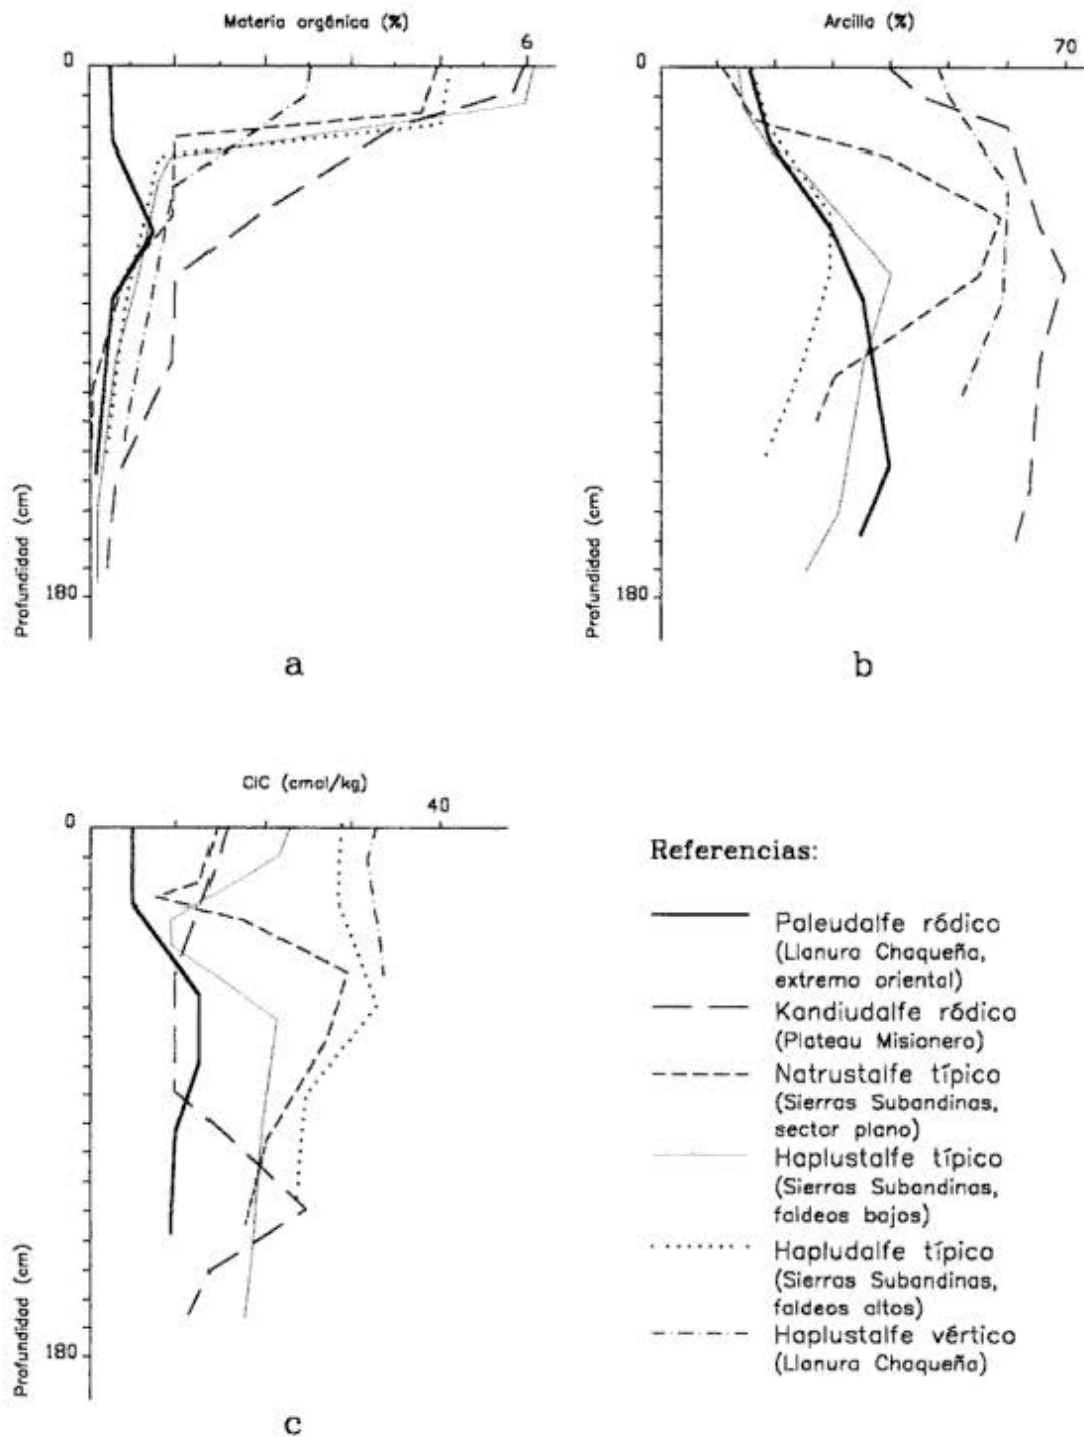 Materia orgánica (%)
0
6
Profundidad (cm)
180
a
Arcilla (%)
0
70
Profundidad (cm)
180
b
CIC (cmol/kg)
0
40
Profundidad (cm)
180
c
Referencias:
Paleudalfe ródico
(Llanura Chaqueña,
extremo oriental)
Kandiudalfe ródico
(Plateau Misionero)
Natrustalfe típico
(Sierras Subandinas,
sector plano)
Haplustalfe típico
(Sierras Subandinas,
faldeos bajos)
Hapludalfe típico
(Sierras Subandinas,
faldeos altos)
Haplustalfe vértico
(Llanura Chaqueña)